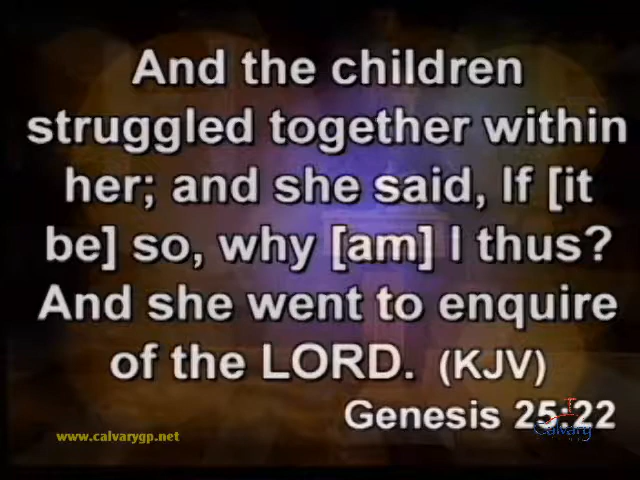 And the children
struggled together within
her; and she said, If [it
be] so, why [am] I thus?
And she went to enquire
of the LORD. (KJV)
Genesis 25:22
www.calvarygp.net
Calvary